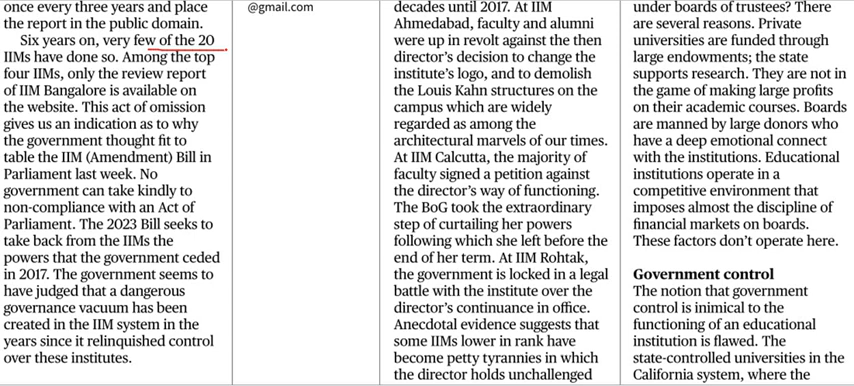 once every three years and place
the report in the public domain.
Six years on, very few of the 20
IIMs have done so. Among the top
four IIMs, only the review report
of IIM Bangalore is available on
the website. This act of omission
gives us an indication as to why
the government thought fit to
table the IIM (Amendment) Bill in
Parliament last week. No
government can take kindly to
non-compliance with an Act of
Parliament. The 2023 Bill seeks to
take back from the IIMs the
powers that the government ceded
in 2017. The government seems to
have judged that a dangerous
governance vacuum has been
created in the IIM system in the
years since it relinquished control
over these institutes.
@gmail.com
decades until 2017. At IIM
Ahmedabad, faculty and alumni
were up in revolt against the then
director's decision to change the
institute's logo, and to demolish
the Louis Kahn structures on the
campus which are widely
regarded as among the
architectural marvels of our times.
At IIM Calcutta, the majority of
faculty signed a petition against
the director's way of functioning.
The BoG took the extraordinary
step of curtailing her powers
following which she left before the
end of her term. At IIM Rohtak,
the government is locked in a legal
battle with the institute over the
director's continuance in office.
Anecdotal evidence suggests that
some IIMs lower in rank have
become petty tyrannies in which
the director holds unchallenged
under boards of trustees? There
are several reasons. Private
universities are funded through
large endowments; the state
supports research. They are not in
the game of making large profits
on their academic courses. Boards
are manned by large donors who
have a deep emotional connect
with the institutions. Educational
institutions operate in a
competitive environment that
imposes almost the discipline of
financial markets on boards.
These factors don't operate here.
Government control
The notion that government
control is inimical to the
functioning of an educational
institution is flawed. The
state-controlled universities in the
California system, where the